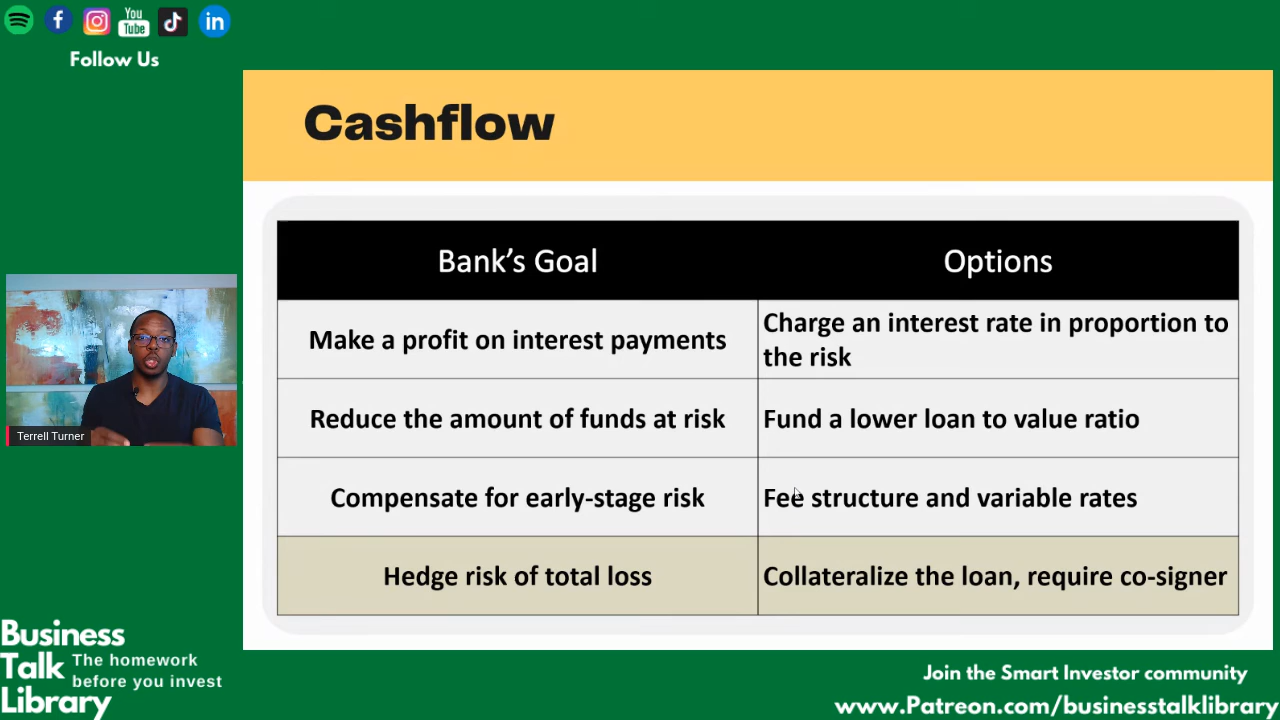 You
Tube
in
Follow Us
Cashflow
Bank’s Goal
Options
Make a profit on interest payments
Charge an interest rate in proportion to
the risk
Reduce the amount of funds at risk
Fund a lower loan to value ratio
Compensate for early-stage risk
Fee structure and variable rates
Hedge risk of total loss
Collateralize the loan, require co-signer
Terrell Turner
Business
Talk
Library
The homework
before you invest
Join the Smart Investor community
www.Patreon.com/businesstalklibrary